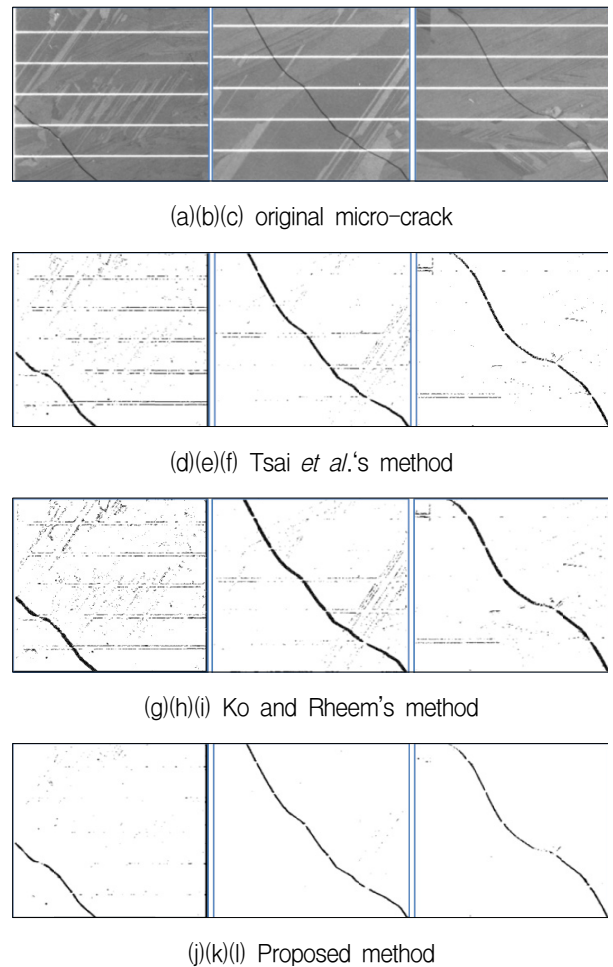 (a)(b)(c) original micro-crack
(d)(e)(f) Tsai et al.‘s method
(g)(h)(i) Ko and Rheem’s method
(j)(k)(l) Proposed method